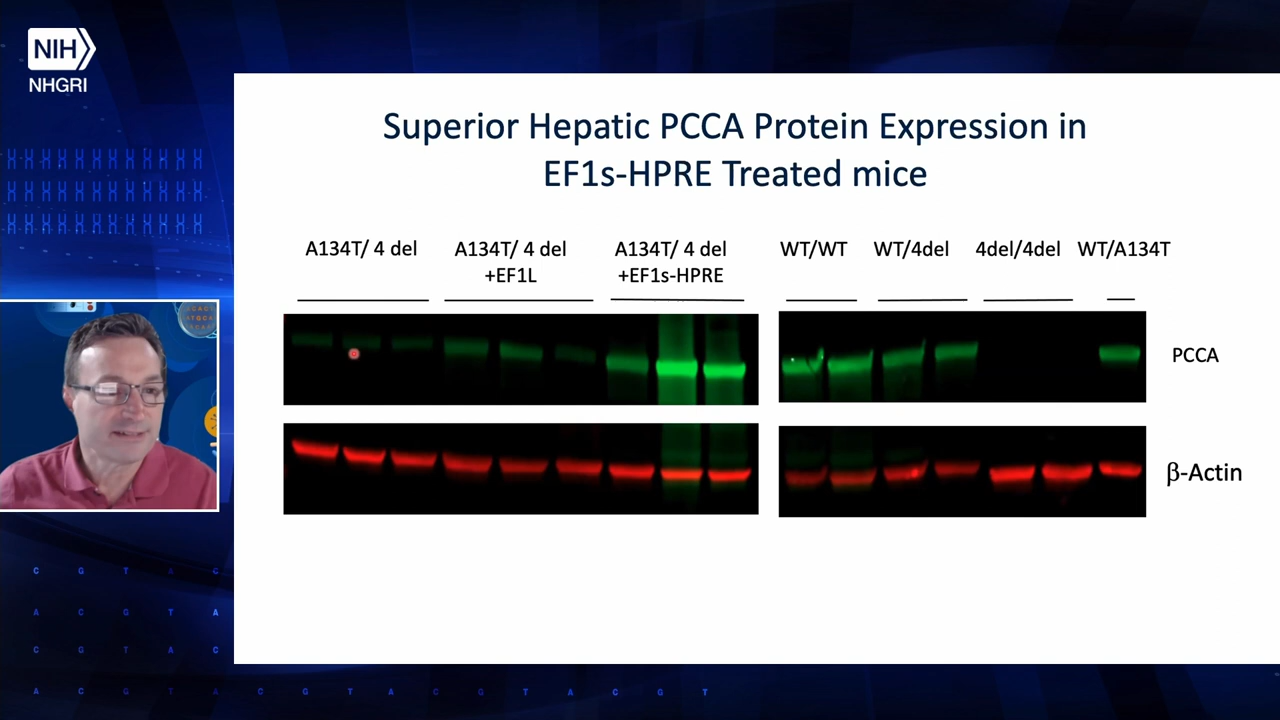 NIH
NHGRI
Superior Hepatic PCCA Protein Expression in
EF1s-HPRE Treated mice
A134T/ 4 del
A134T/ 4 del
+EF1L
A134T/ 4 del
+EF1s-HPRE
WT/WT
WT/4del
4del/4del
WT/A134T
PCCA
β-Actin
C G T A C
A C G T A
C G T A C
A C G T A C G T A C G T A C G T